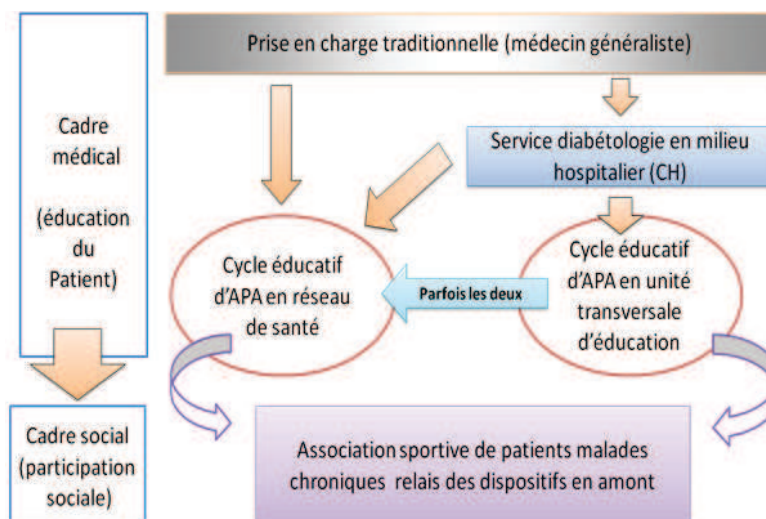 Prise en charge traditionnelle (médecin généraliste)
Cadre
médical
(éducation
du
Patient)
Service diabétologie en milieu
hospitalier (CH)
Cycle éducatif
d'APA en réseau
de santé
Parfois les deux
Cycle éducatif
d'APA en unité
transversale
d'éducation
Cadre social
(participation
sociale)
Association sportive de patients malades
chroniques relais des dispositifs en amont